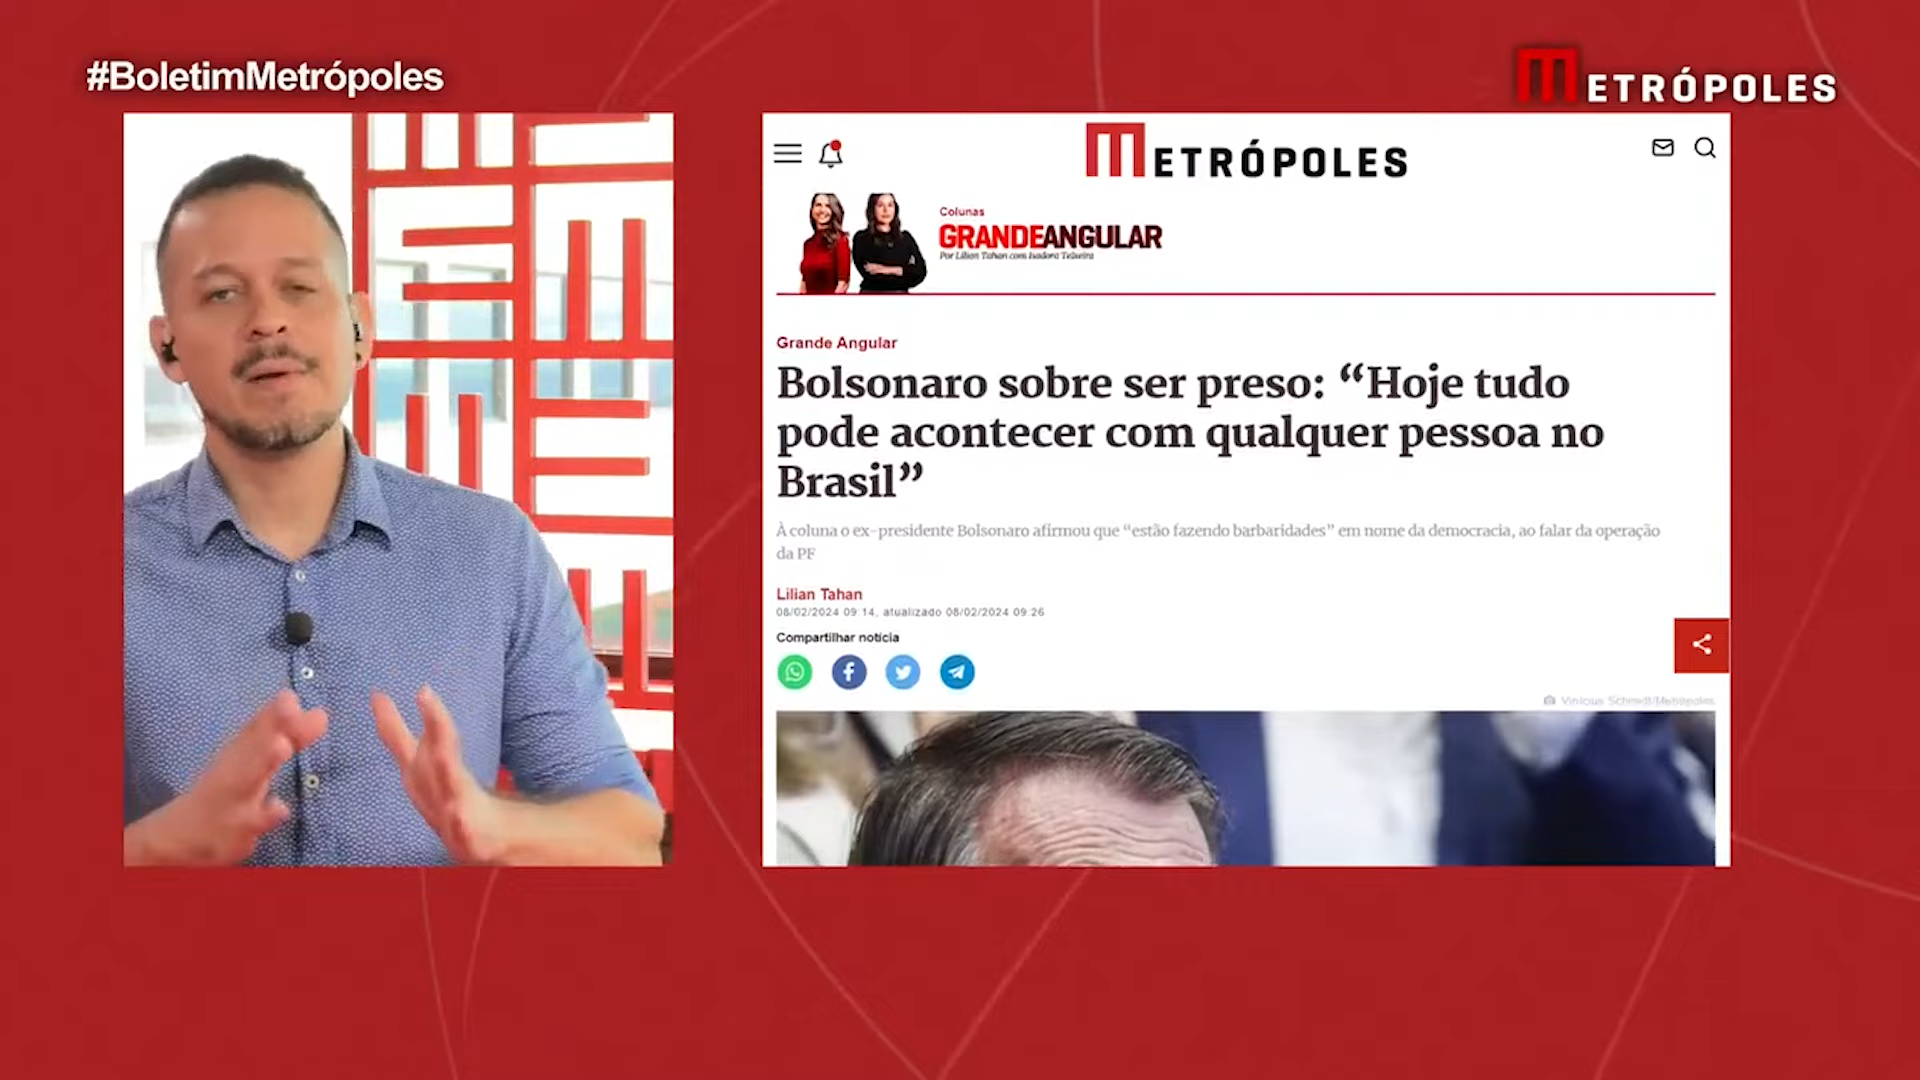 #BoletimMetrópoles
METRÓPOLES
METRÓPOLES
Colunas
GRANDEANGULAR
Por Lilian Tahan com Isadora Teixeira
Grande Angular
Bolsonaro sobre ser preso: “Hoje tudo
pode acontecer com qualquer pessoa no
Brasil”
À coluna o ex-presidente Bolsonaro afirmou que “estão fazendo barbaridades” em nome da democracia, ao falar da operação
da PF
Lilian Tahan
08/02/2024 09:14, atualizado 08/02/2024 09:26
Compartilhar notícia
Vinícius Schmidt/Metrópoles